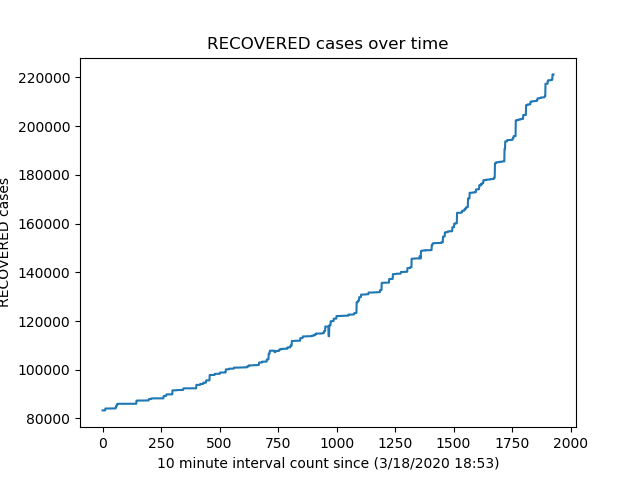 RECOVERED cases over time
220000
200000
180000
160000
140000
120000
100000
80000
RECOVERED cases
0 250 500 750 1000 1250 1500 1750 2000
10 minute interval count since (3/18/2020 18:53)